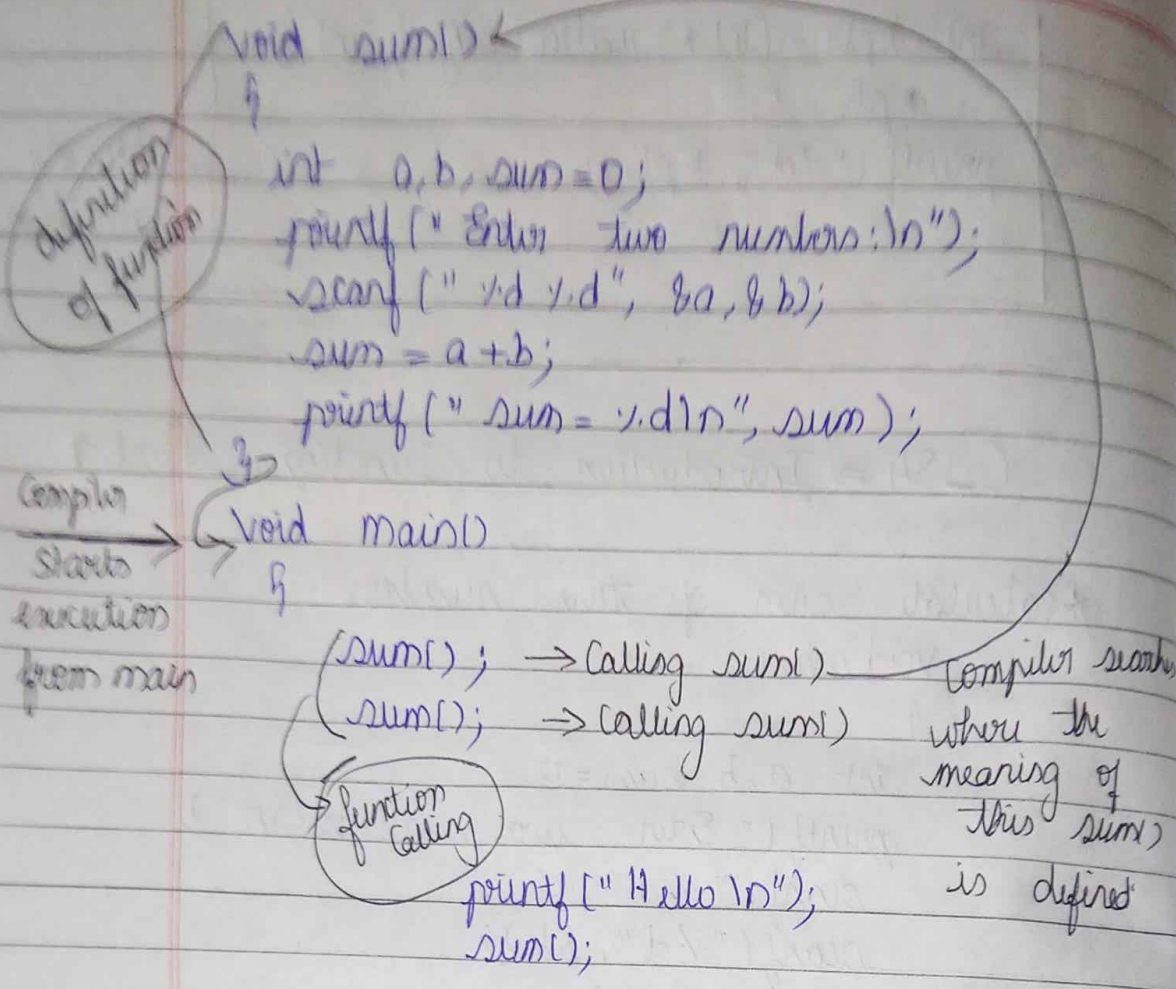 void sum()
{
definition
of function
int a, b, sum=0;
printf(" Enter two numbers:\n");
scanf(" %d %d", &a, &b);
sum = a+b;
printf(" sum = %d\n", sum);
}
Compiler
starts
execution
from main
void main()
{
sum(); → Calling sum()
sum(); → Calling sum()
Compiler searches
where the
meaning of
this sum()
is defined
function
Calling
printf(" Hello \n");
sum();